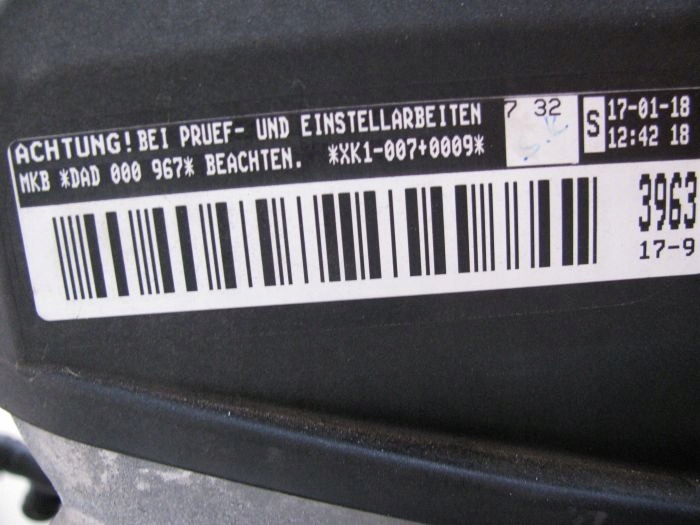 ACHTUNG! BEI PRUEF- UND EINSTELLARBEITEN
MKB *DAD 000 967* BEACHTEN. *XK1-007+0009*
7 32
S
17-01-18
12:42 18
3963
17-9